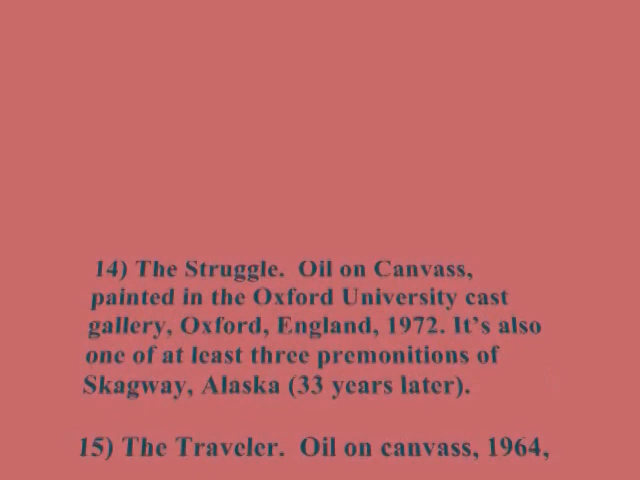 14) The Struggle. Oil on Canvass,
painted in the Oxford University cast
gallery, Oxford, England, 1972. It's also
one of at least three premonitions of
Skagway, Alaska (33 years later).
15) The Traveler. Oil on canvass, 1964,